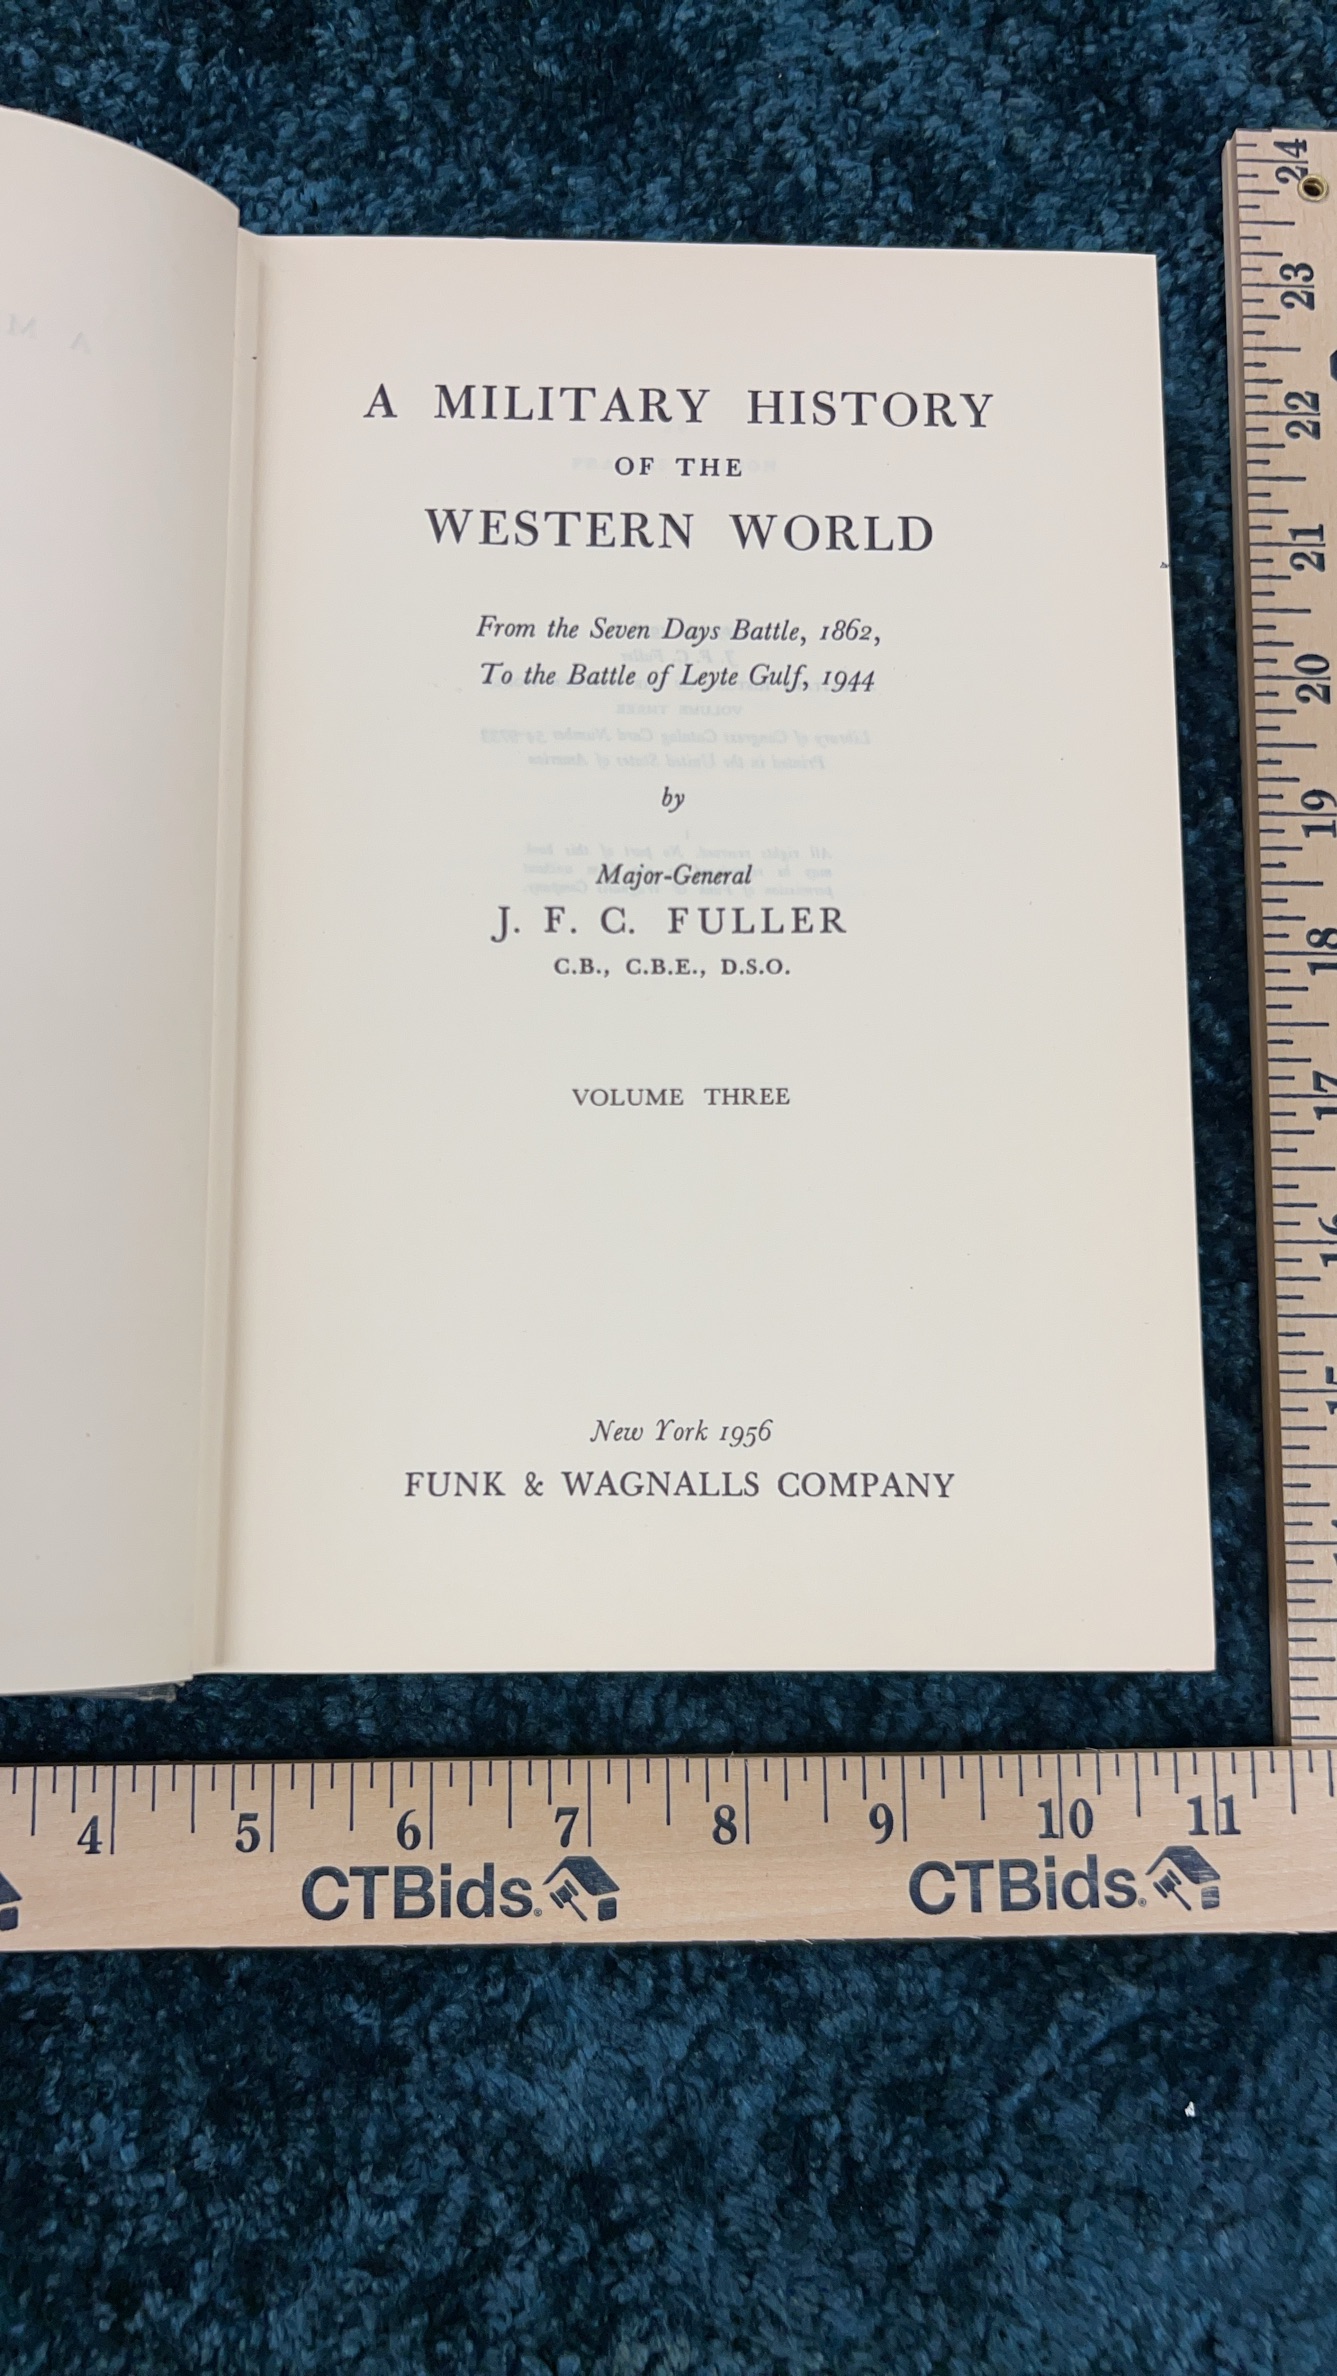 A MILITARY HISTORY
OF THE
WESTERN WORLD
From the Seven Days Battle, 1862,
To the Battle of Leyte Gulf, 1944
by
Major-General
J. F. C. FULLER
C.B., C.B.E., D.S.O.
VOLUME THREE
New York 1956
FUNK & WAGNALLS COMPANY
24
23
22
21
20
19
18
17
16
15
4 5 6 7 8 9 10 11
CTBids. CTBids.